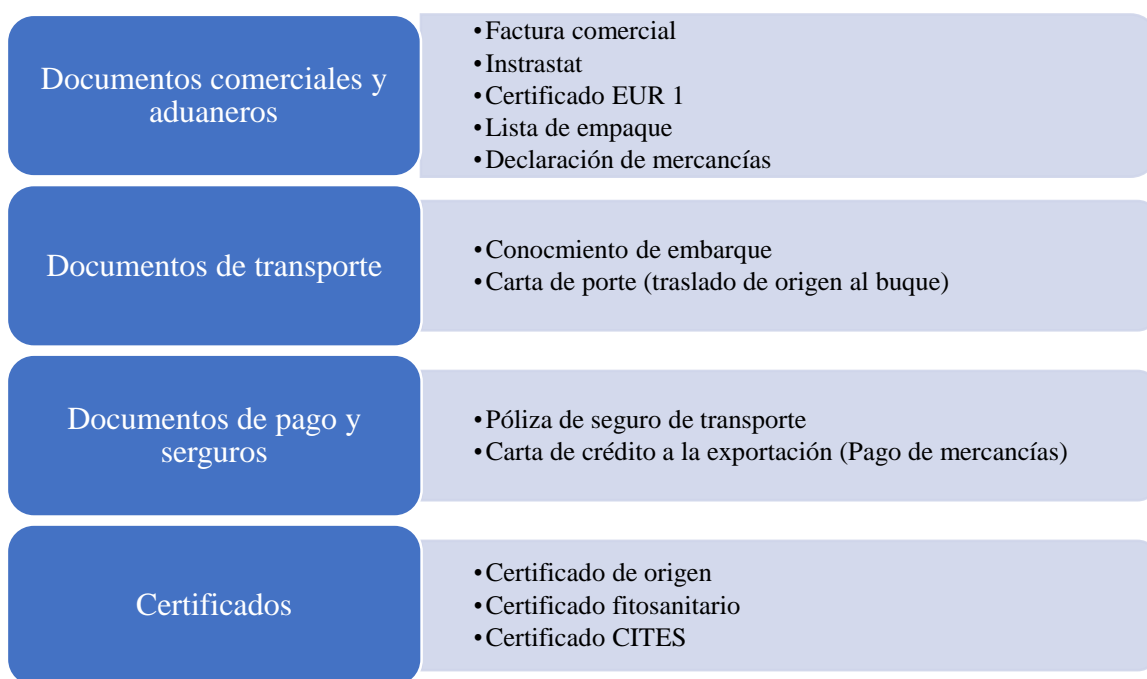 Documentos comerciales y
aduaneros
•Factura comercial
•Instrastat
•Certificado EUR 1
•Lista de empaque
•Declaración de mercancías
Documentos de transporte
•Conocmiento de embarque
•Carta de porte (traslado de origen al buque)
Documentos de pago y
serguros
•Póliza de seguro de transporte
•Carta de crédito a la exportación (Pago de mercancías)
Certificados
•Certificado de origen
•Certificado fitosanitario
•Certificado CITES